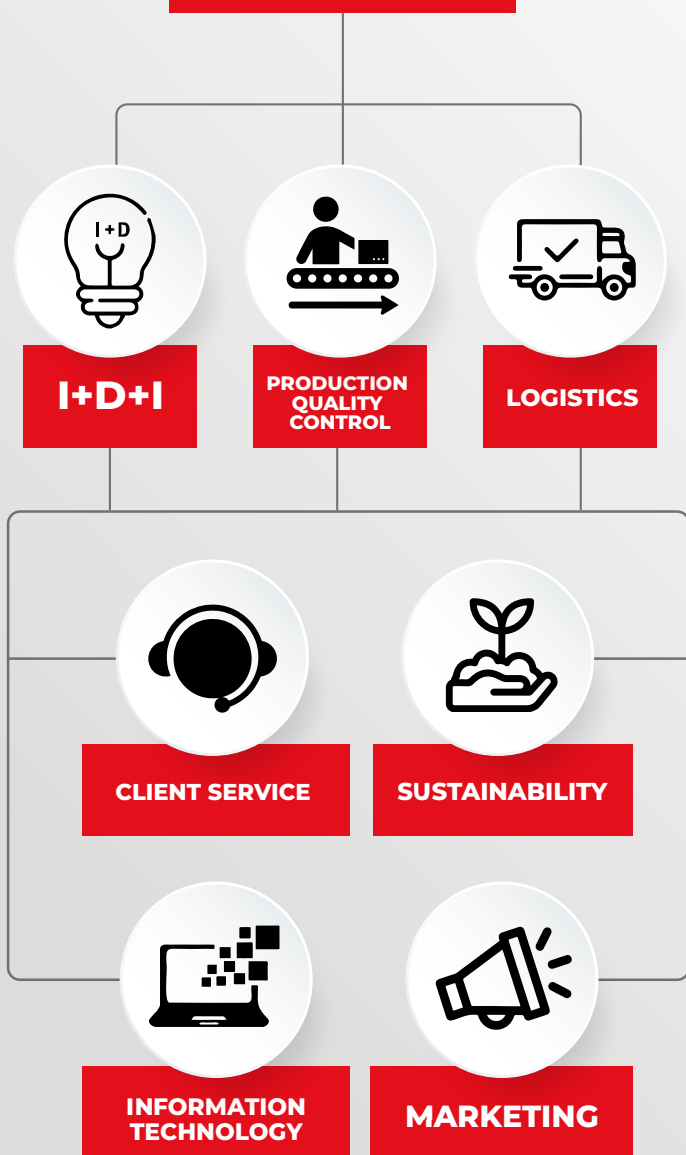 I+D
I+D+I
PRODUCTION
QUALITY
CONTROL
LOGISTICS
CLIENT SERVICE
SUSTAINABILITY
INFORMATION
TECHNOLOGY
MARKETING